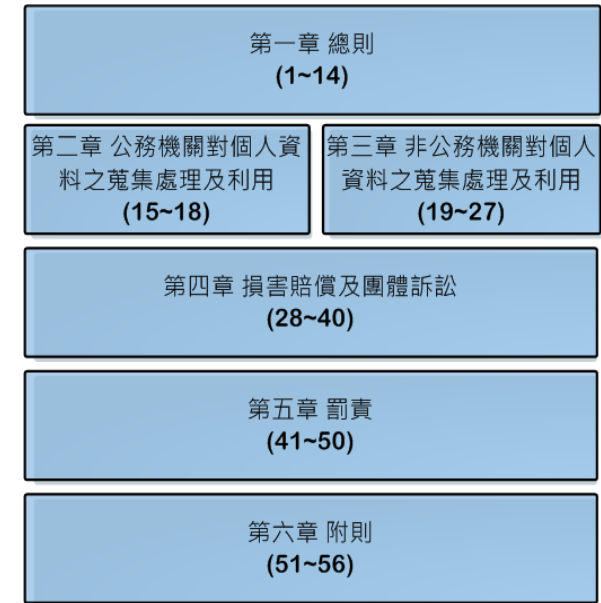 第一章 總則
(1~14)
第二章 公務機關對個人資
料之蒐集處理及利用
(15~18)
第三章 非公務機關對個人
資料之蒐集處理及利用
(19~27)
第四章 損害賠償及團體訴訟
(28~40)
第五章 罰責
(41~50)
第六章 附則
(51~56)